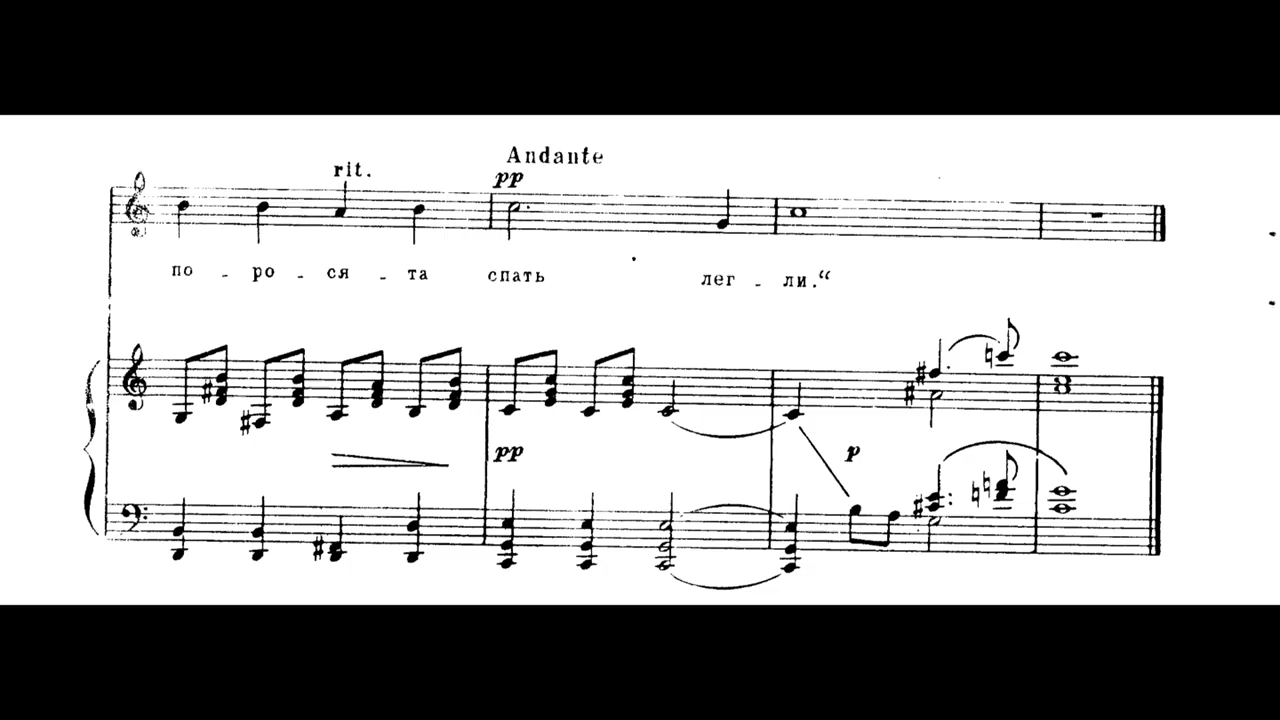 Andante
rit.
pp
по - ро - ся - та спать лег - ли.“
pp
p